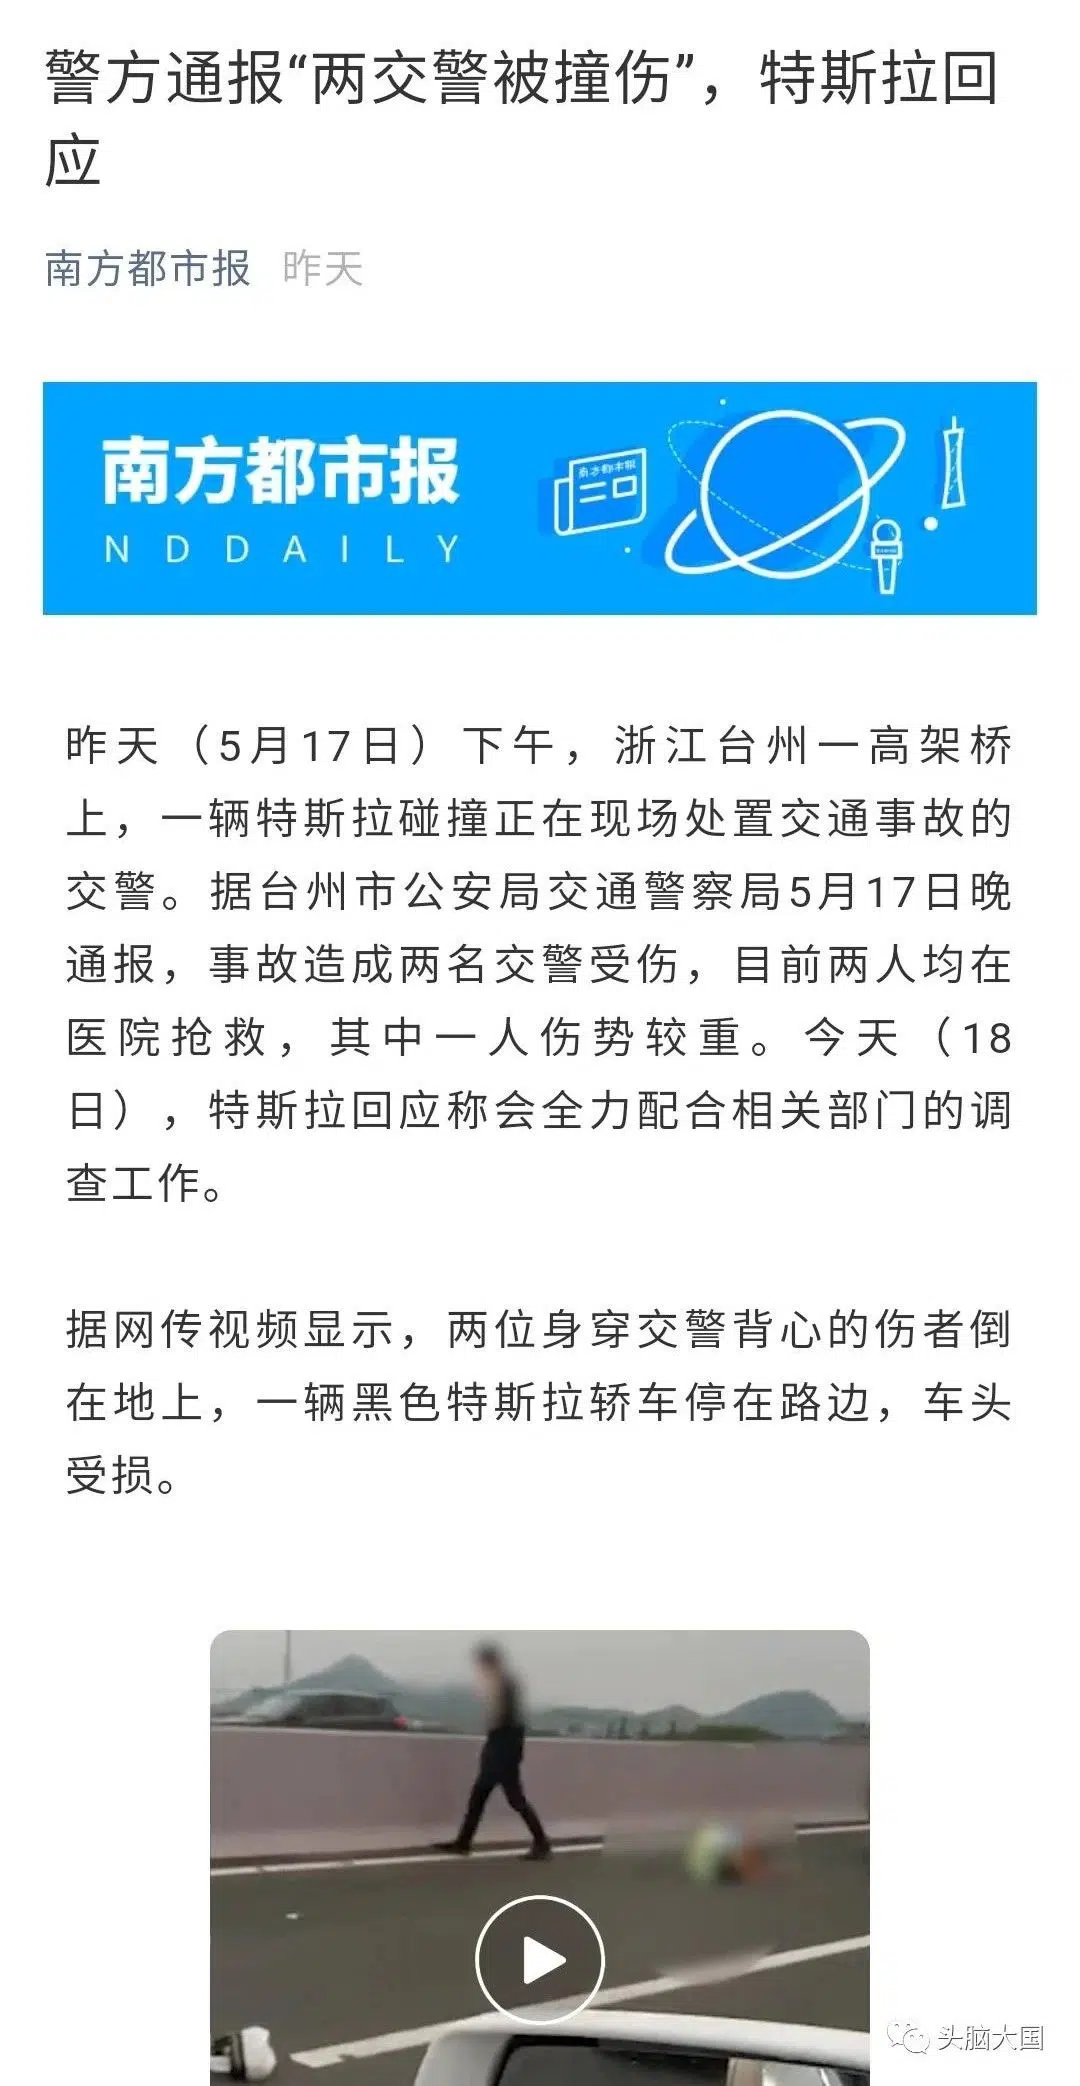 警方通报“两交警被撞伤”，特斯拉回
应
南方都市报 昨天
南方都市报
NDDAILY
南方都市报
昨天（5月17日）下午，浙江台州一高架桥
上，一辆特斯拉碰撞正在现场处置交通事故的
交警。据台州市公安局交通警察局5月17日晚
通报，事故造成两名交警受伤，目前两人均在
医院抢救，其中一人伤势较重。今天（18
日），特斯拉回应称会全力配合相关部门的调
查工作。
据网传视频显示，两位身穿交警背心的伤者倒
在地上，一辆黑色特斯拉轿车停在路边，车头
受损。
头脑大国